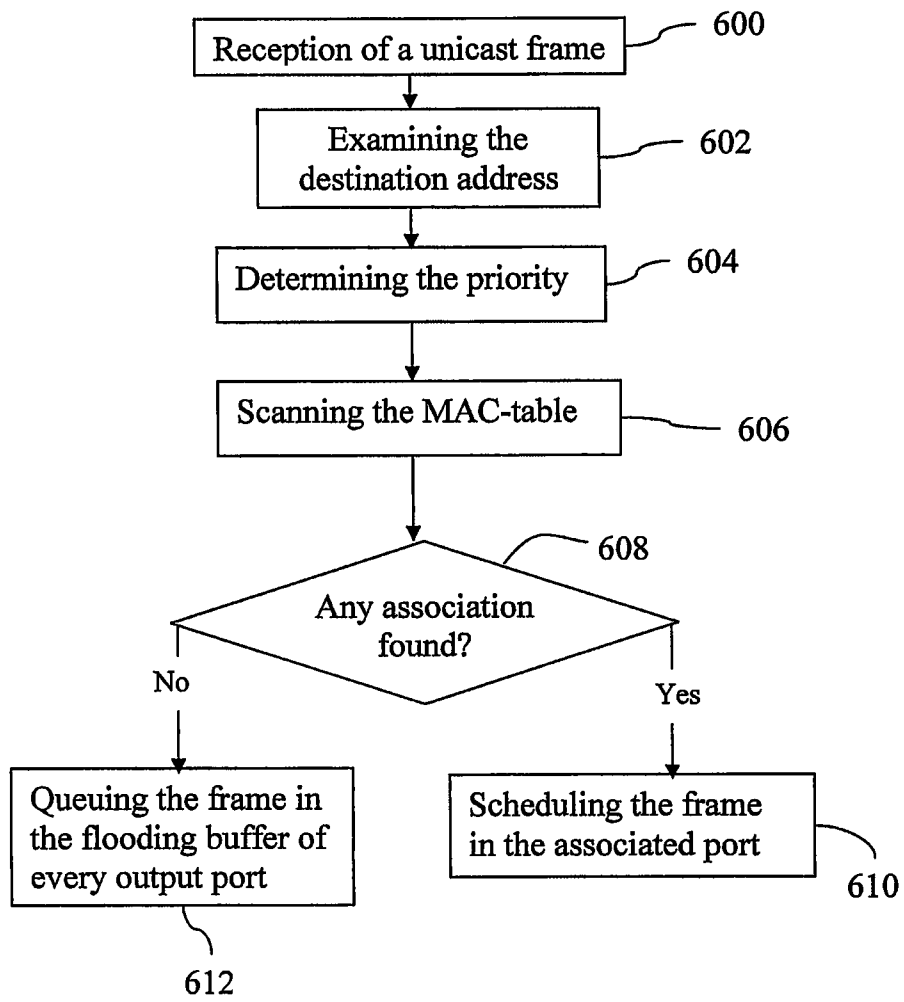 600
Reception of a unicast frame
Examining the
destination address
602
Determining the priority
604
Scanning the MAC-table
606
608
Any association
found?
No
Yes
Queuing the frame in
the flooding buffer of
every output port
Scheduling the frame
in the associated port
610
612